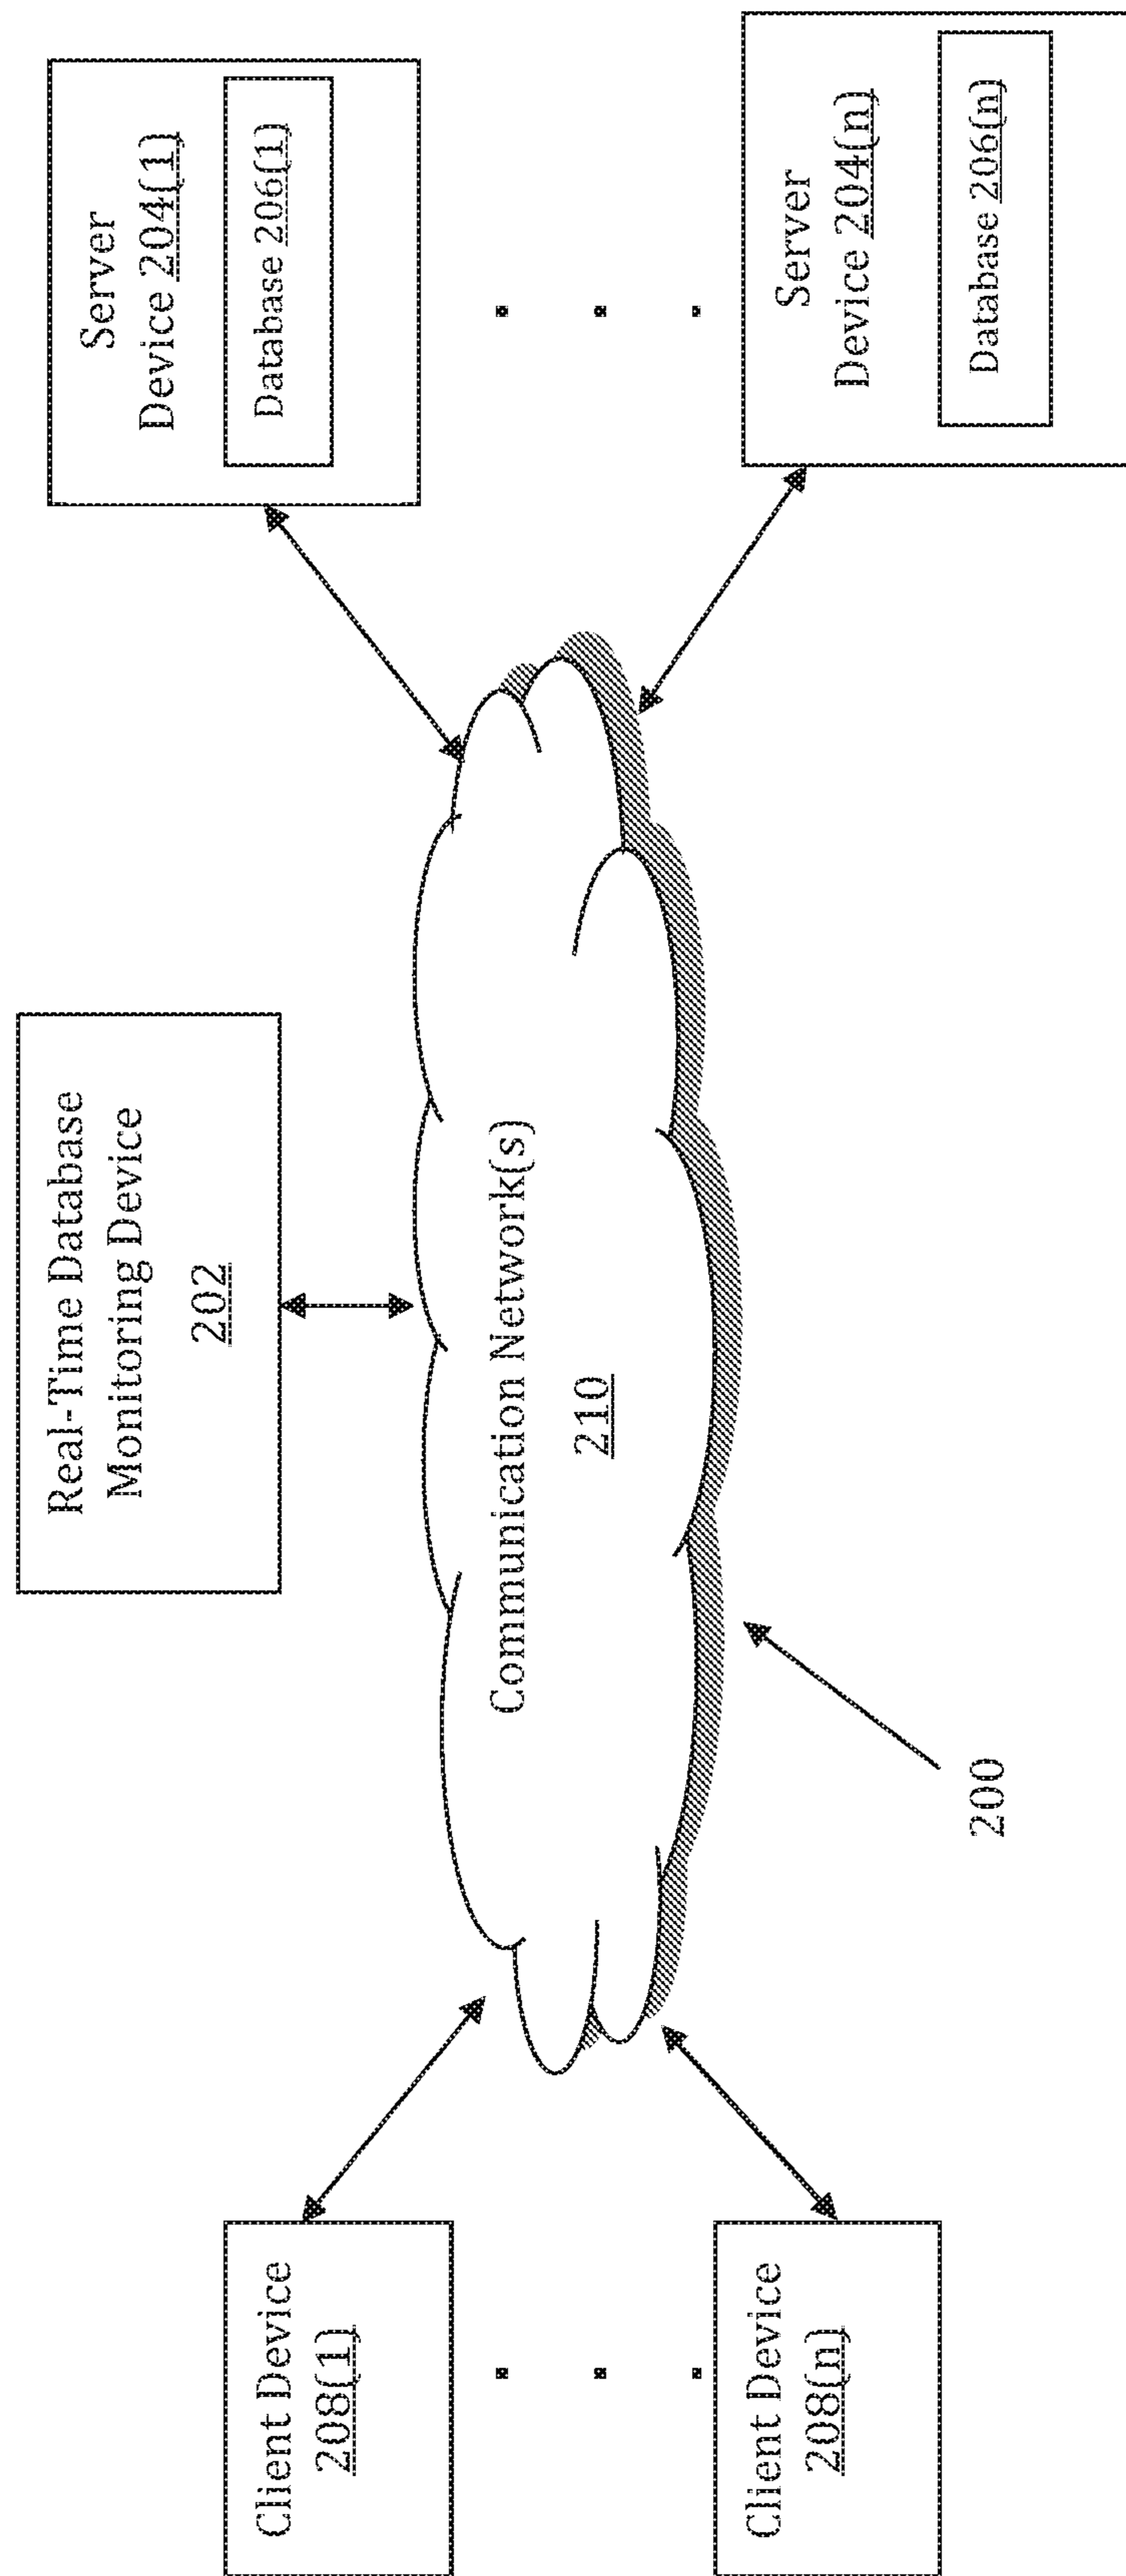 Real-Time Database
Monitoring Device
202
Server
Device 204(1)
Database 206(1)
Client Device
208(1)
Communication Network(s)
210
Server
Device 204(n)
Database 206(n)
Client Device
208(n)
200